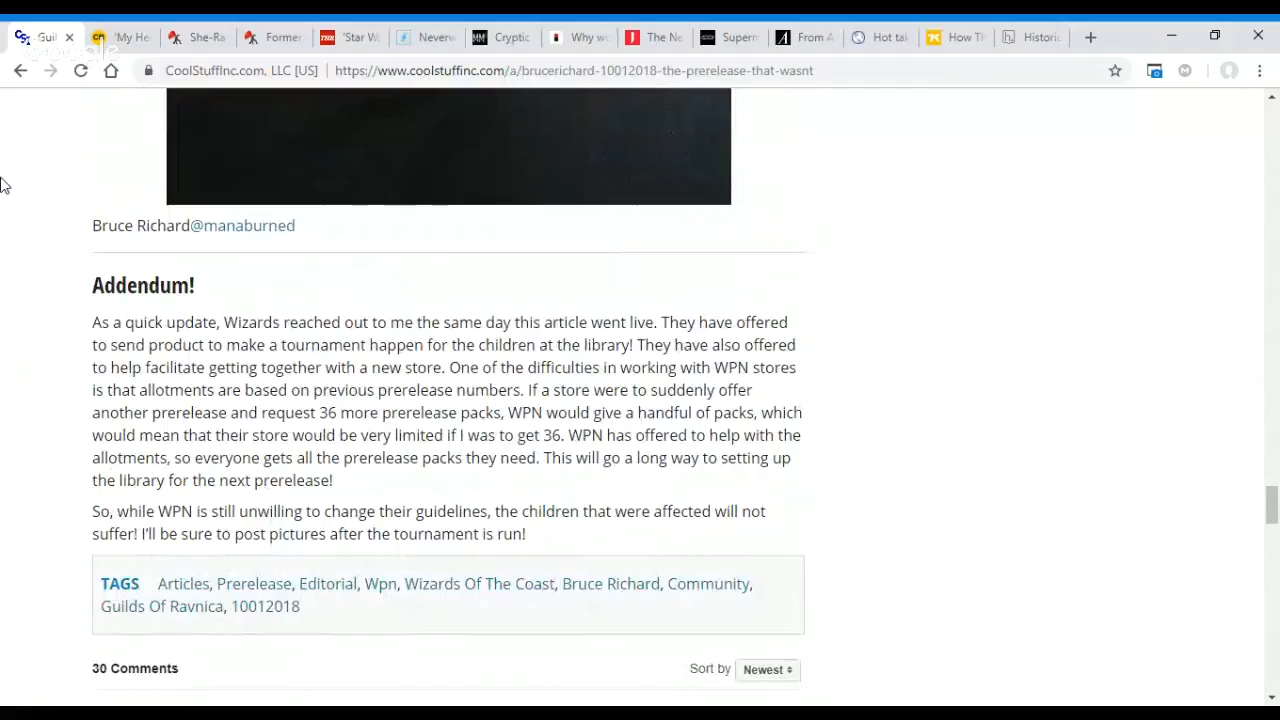 Guil
'My He
She-Ra
Former
'Star W
Neverw
Cryptic
Why w
The Ne
Supern
From A
Hot tak
How Th
Historic
CoolStuffInc.com, LLC [US] | https://www.coolstuffinc.com/a/brucerichard-10012018-the-prerelease-that-wasnt
Bruce Richard@manaburned
Addendum!
As a quick update, Wizards reached out to me the same day this article went live. They have offered
to send product to make a tournament happen for the children at the library! They have also offered
to help facilitate getting together with a new store. One of the difficulties in working with WPN stores
is that allotments are based on previous prerelease numbers. If a store were to suddenly offer
another prerelease and request 36 more prerelease packs, WPN would give a handful of packs, which
would mean that their store would be very limited if I was to get 36. WPN has offered to help with the
allotments, so everyone gets all the prerelease packs they need. This will go a long way to setting up
the library for the next prerelease!
So, while WPN is still unwilling to change their guidelines, the children that were affected will not
suffer! I'll be sure to post pictures after the tournament is run!
TAGS Articles, Prerelease, Editorial, Wpn, Wizards Of The Coast, Bruce Richard, Community,
Guilds Of Ravnica, 10012018
30 Comments
Sort by Newest